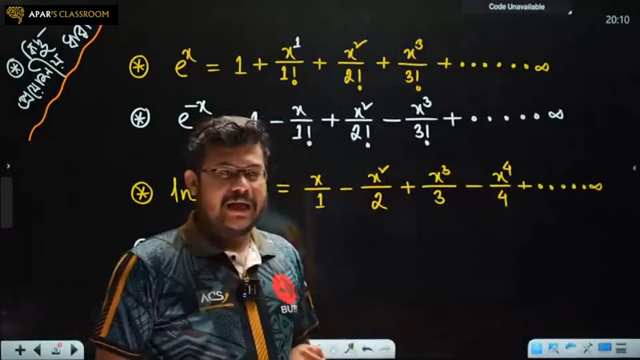 APAR'S CLASSROOM
Code Unavailable
20:10
কিছু
* e^x = 1 + x^1/1! + x^2/2! + x^3/3! + ...... ∞
* e^-x 1 - x/1! + x^2/2! - x^3/3! + ...... ∞
* ln = x/1 - x^2/2 + x^3/3 - x^4/4 + ...... ∞
ACS
BUET